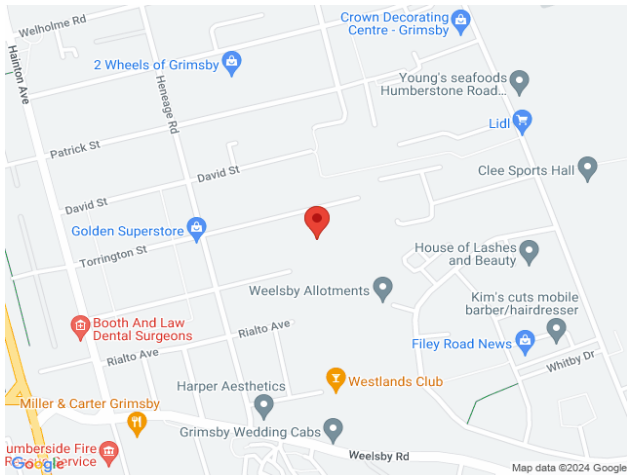 Welholme Rd
Crown Decorating
Centre - Grimsby
Hainton Ave
2 Wheels of Grimsby
Heneage Rd
Young's seafoods
Humberstone Road...
Lidl
Patrick St
David St
Clee Sports Hall
David St
Golden Superstore
Torrington St
House of Lashes
and Beauty
Weelsby Allotments
Kim's cuts mobile
barber/hairdresser
Booth And Law
Dental Surgeons
Rialto Ave
Filey Road News
Rialto Ave
Whitby Dr
Harper Aesthetics
Westlands Club
Miller & Carter Grimsby
Grimsby Wedding Cabs
umberside Fire
Service
Weelsby Rd
Google
Map data ©2024 Google